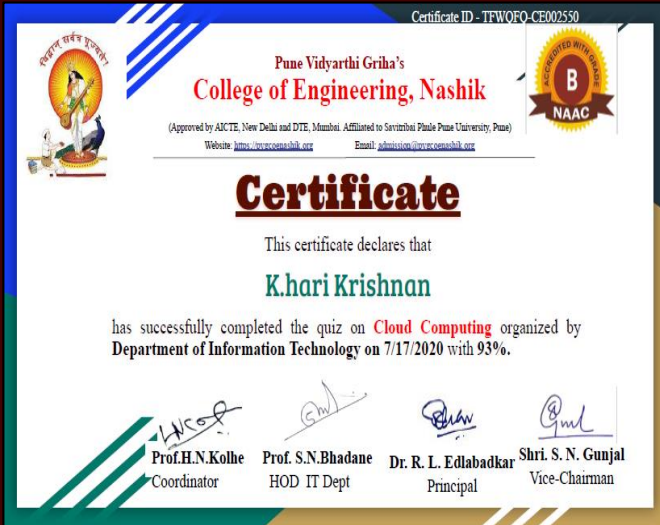 Certificate ID - TFWQFQ-CE002550
विद्वान् सर्वत्र पूज्यते!
Pune Vidyarthi Griha's
College of Engineering, Nashik
ACCREDITED WITH GRADE
B
NAAC
(Approved by AICTE, New Delhi and DTE, Mumbai. Affiliated to Savitribai Phule Pune University, Pune)
Website: https://pvgcoenashik.org Email: admission@pvgcoenashik.org
Certificate
This certificate declares that
K.hari Krishnan
has successfully completed the quiz on Cloud Computing organized by
Department of Information Technology on 7/17/2020 with 93%.
Prof.H.N.Kolhe Prof. S.N.Bhadane Dr. R. L. Edlabadkar Shri. S. N. Gunjal
Coordinator HOD IT Dept Principal Vice-Chairman